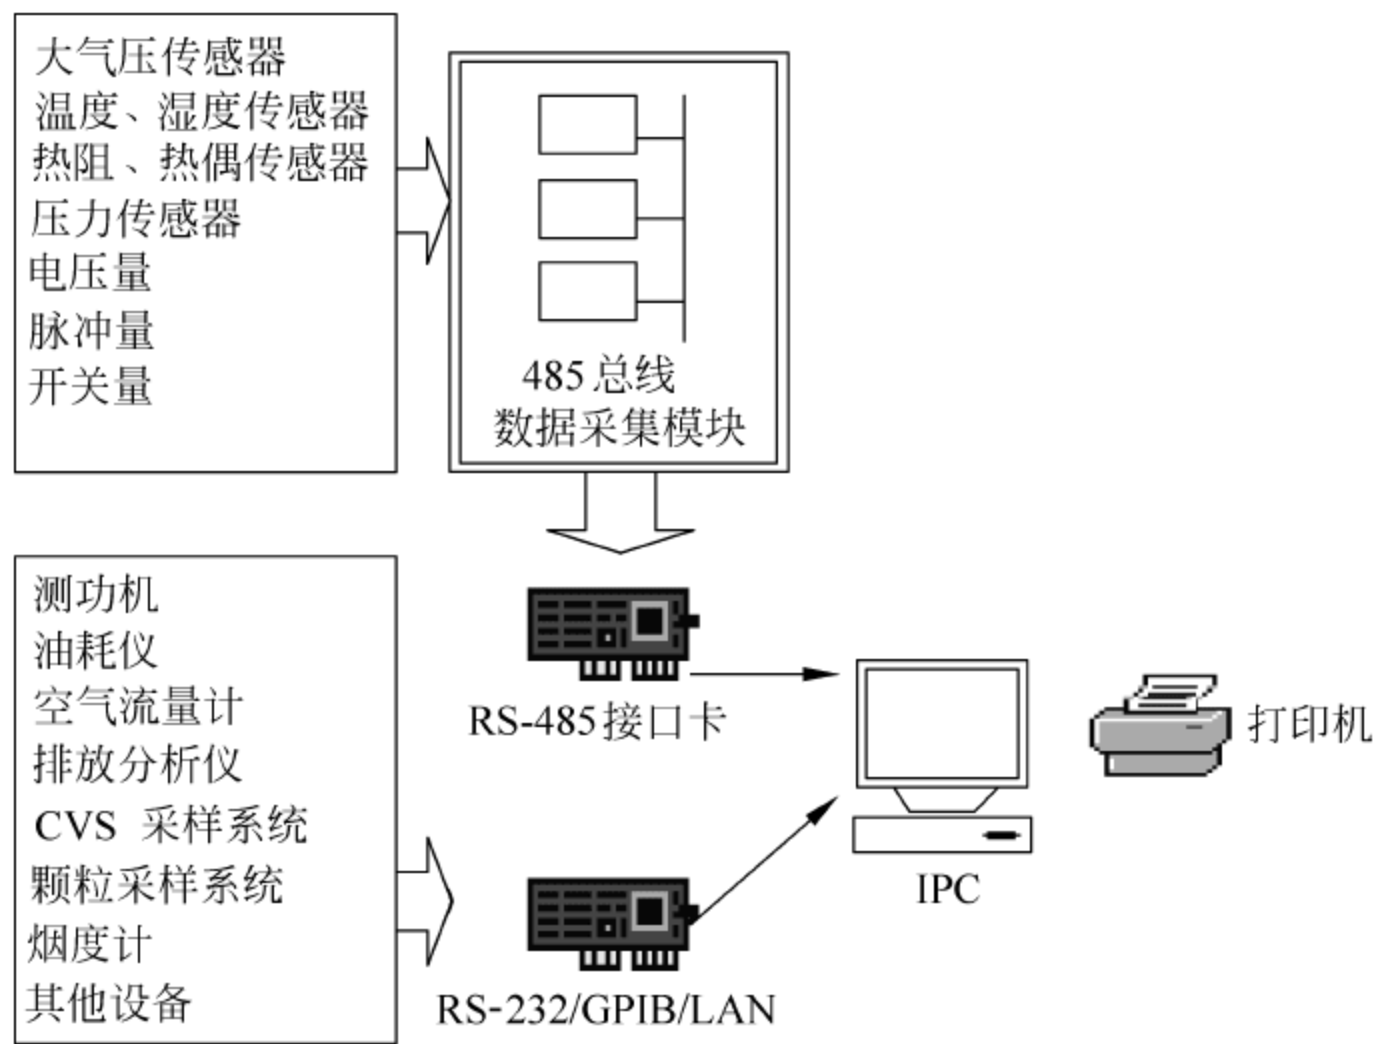 大气压传感器
温度、湿度传感器
热阻、热偶传感器
压力传感器
电压量
脉冲量
开关量
485总线
数据采集模块
测功机
油耗仪
空气流量计
排放分析仪
CVS 采样系统
颗粒采样系统
烟度计
其他设备
RS-485接口卡
RS-232/GPIB/LAN
IPC
打印机